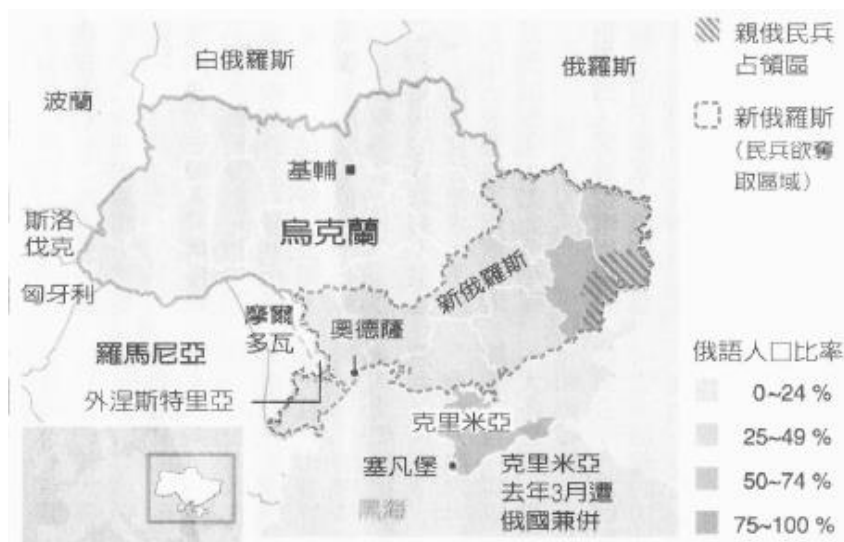 白俄羅斯
波蘭
俄羅斯
基輔
烏克蘭
斯洛
伐克
匈牙利
摩爾
多瓦
新俄羅斯
奧德薩
羅馬尼亞
外涅斯特里亞
克里米亞
塞凡堡
克里米亞
去年3月遭
俄國兼併
黑海
親俄民兵
占領區
新俄羅斯
(民兵欲奪
取區域)
俄語人口比率
0~24 %
25~49 %
50~74 %
75~100 %